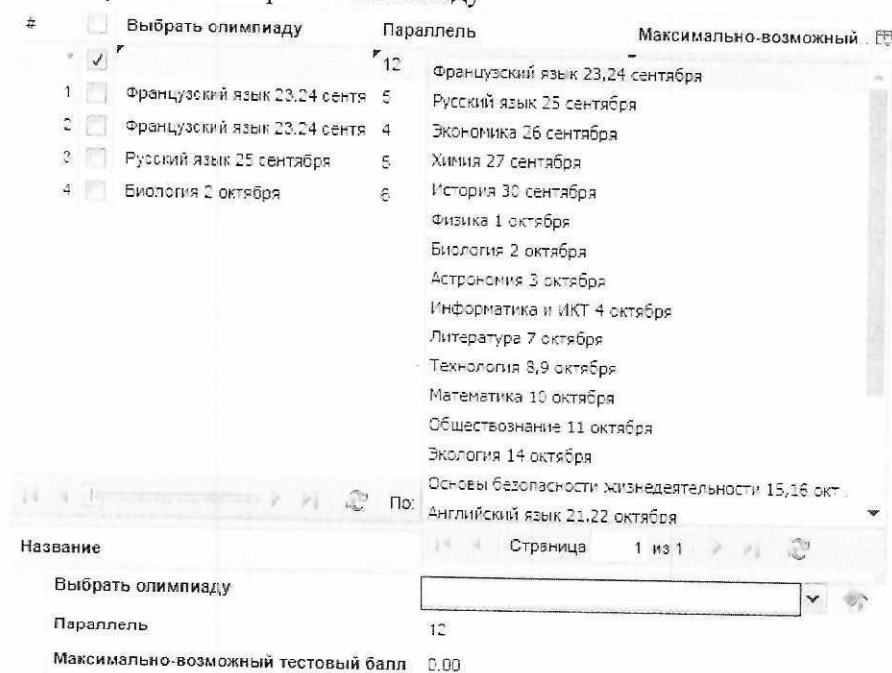 # Выбрать олимпиаду Параллель Максимально-возможный ..
* 12
1 Французский язык 23.24 сентя 5
2 Французский язык 23.24 сентя 4
3 Русский язык 25 сентября 5
4 Биология 2 октября 6
Французский язык 23,24 сентября
Русский язык 25 сентября
Экономика 26 сентября
Химия 27 сентября
История 30 сентября
Физика 1 октября
Биология 2 октября
Астрономия 3 октября
Информатика и ИКТ 4 октября
Литература 7 октября
Технология 8,9 октября
Математика 10 октября
Обществознание 11 октября
Экология 14 октября
Основы безопасности жизнедеятельности 15,16 окт..
Английский язык 21,22 октября
По:
Страница 1 из 1
Название
Выбрать олимпиаду
Параллель 12
Максимально-возможный тестовый балл 0.00